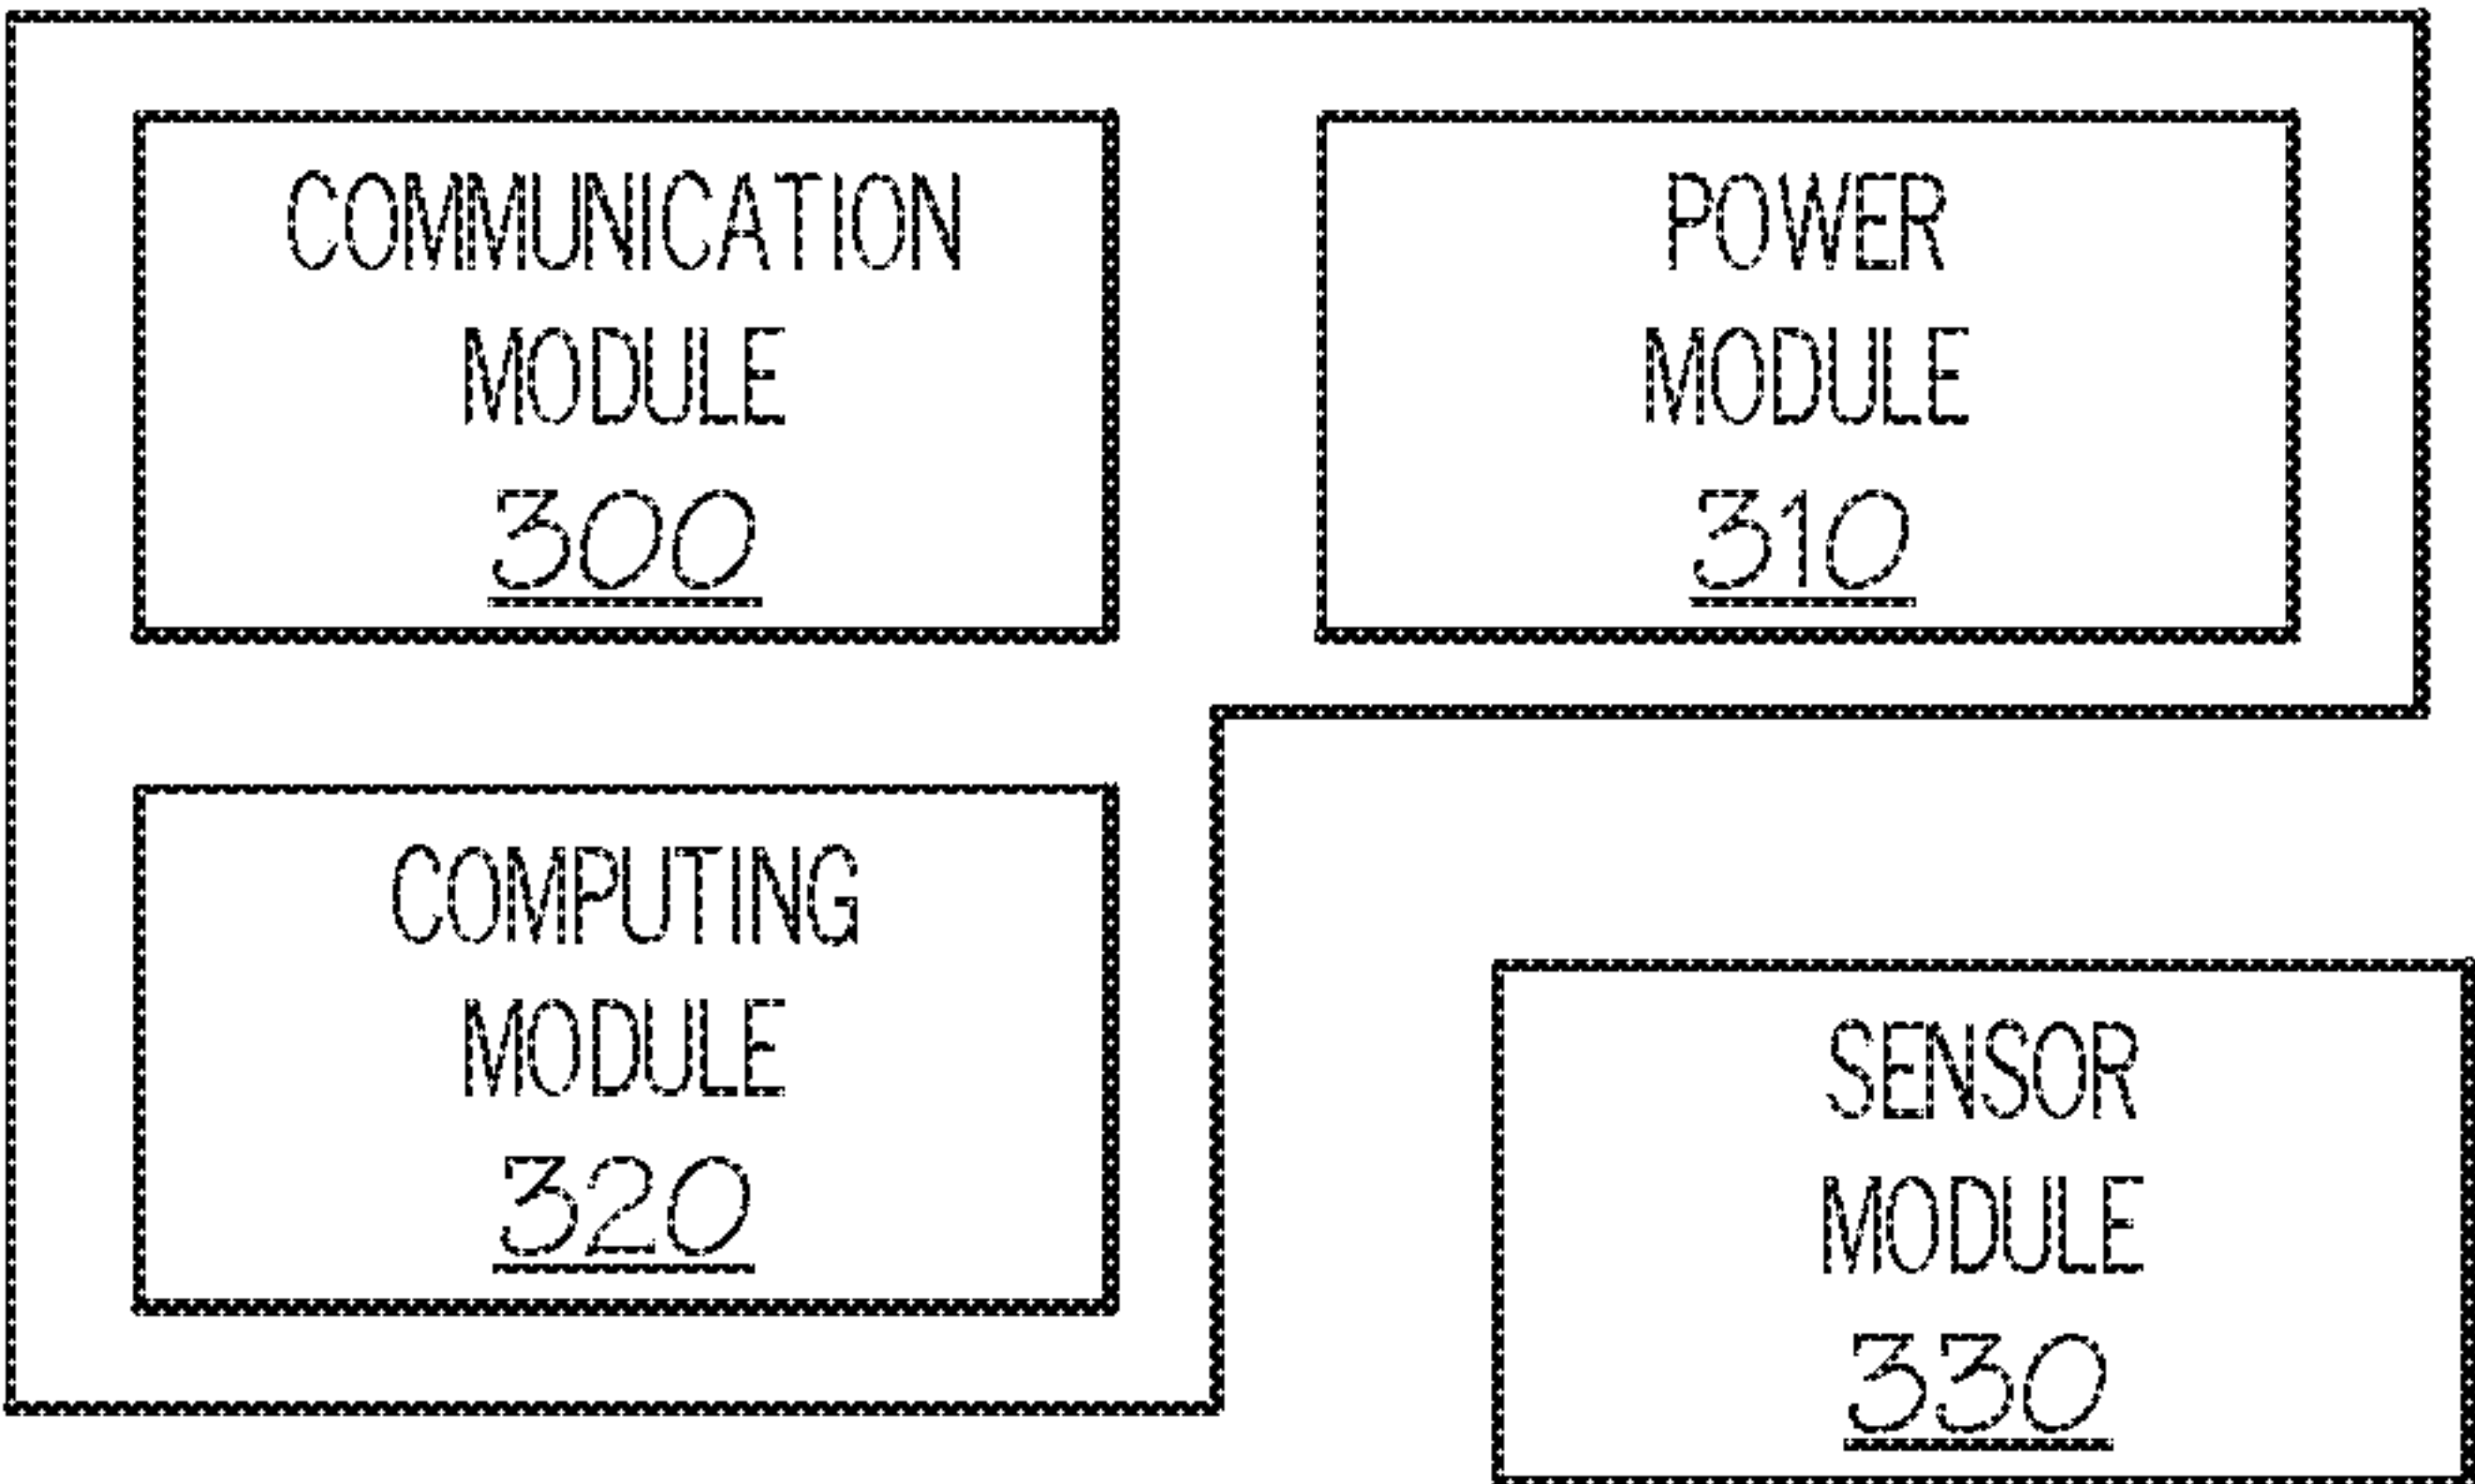 COMMUNICATION
MODULE
300
POWER
MODULE
310
COMPUTING
MODULE
320
SENSOR
MODULE
330